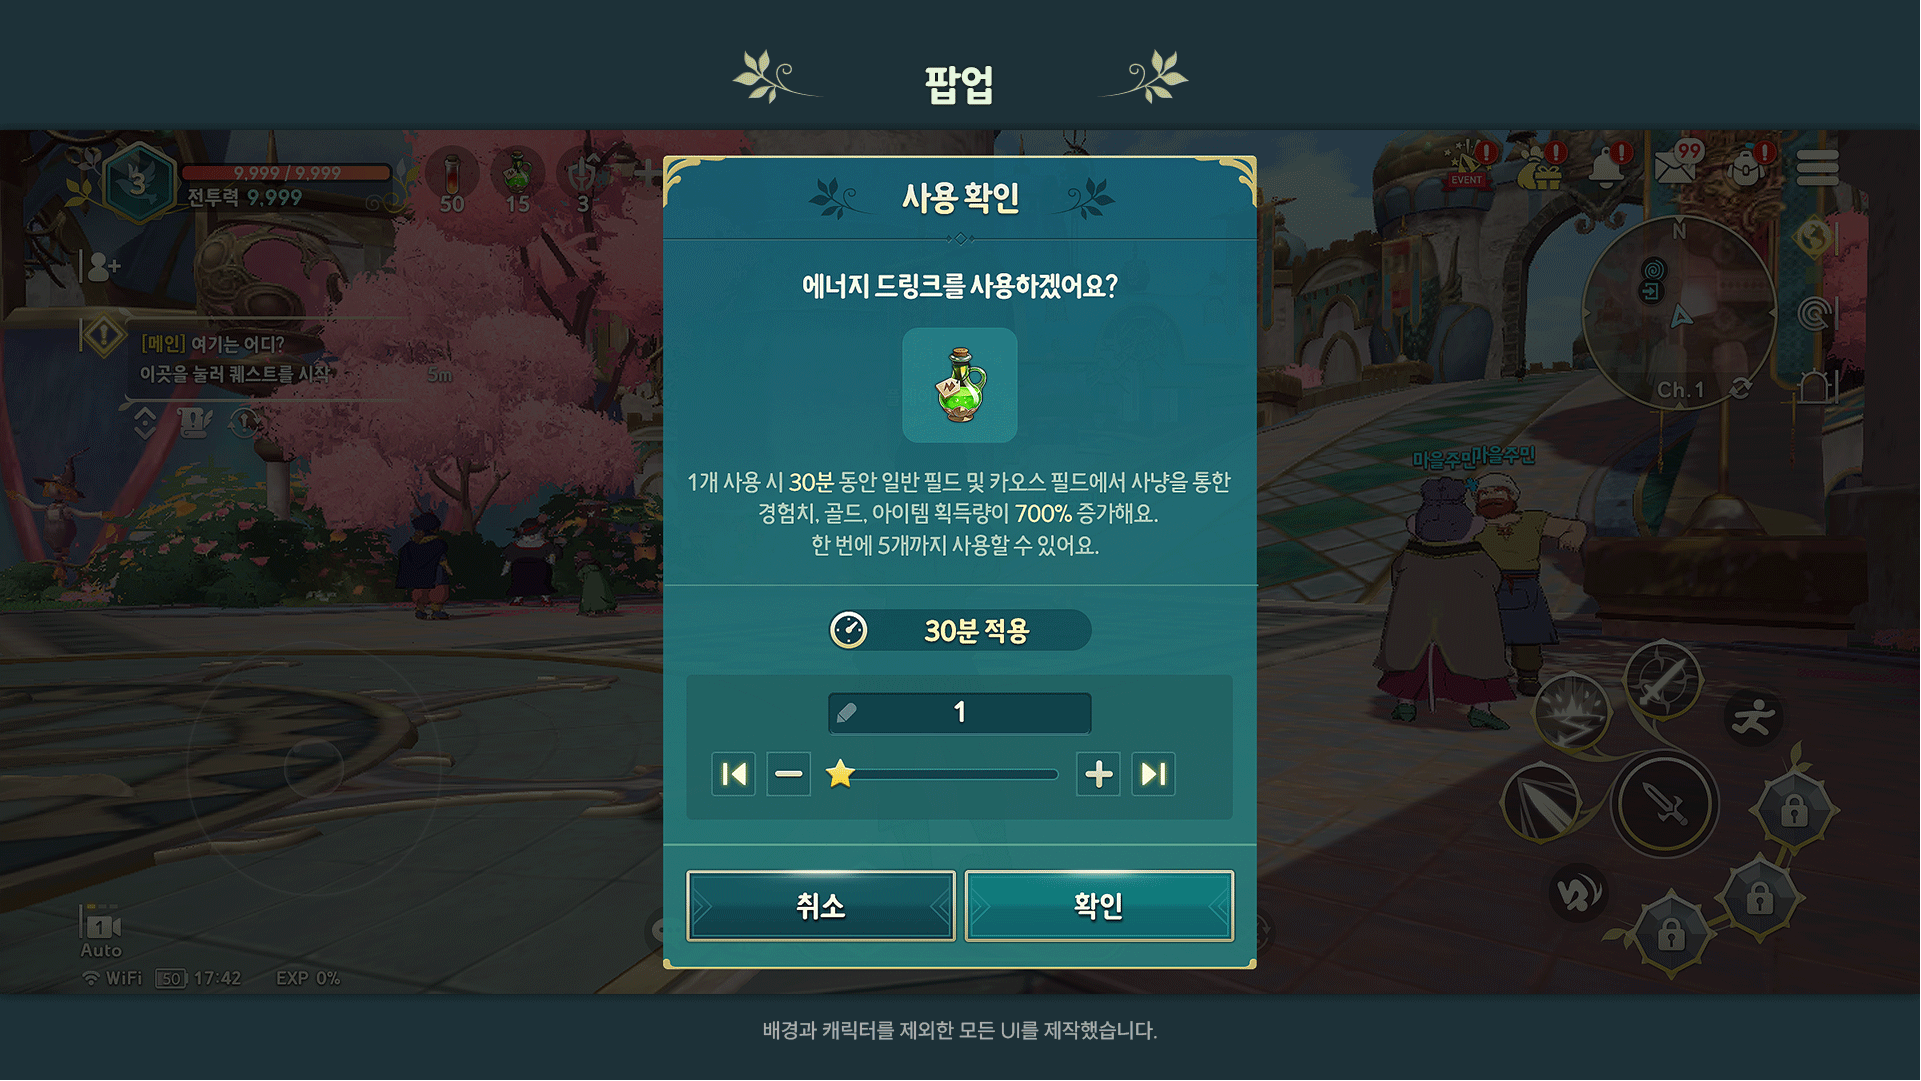 팝업
3
9,999 / 9,999
전투력 9,999
50
15
3
EVENT
99
사용 확인
에너지 드링크를 사용하겠어요?
[메인] 여기는 어디?
이곳을 눌러 퀘스트를 시작
5m
N
Ch.1
마을주민
마을주민
1개 사용 시 30분 동안 일반 필드 및 카오스 필드에서 사냥을 통한
경험치, 골드, 아이템 획득량이 700% 증가해요.
한 번에 5개까지 사용할 수 있어요.
30분 적용
1
취소
확인
1
Auto
WiFi 50 17:42 EXP 0%
배경과 캐릭터를 제외한 모든 UI를 제작했습니다.